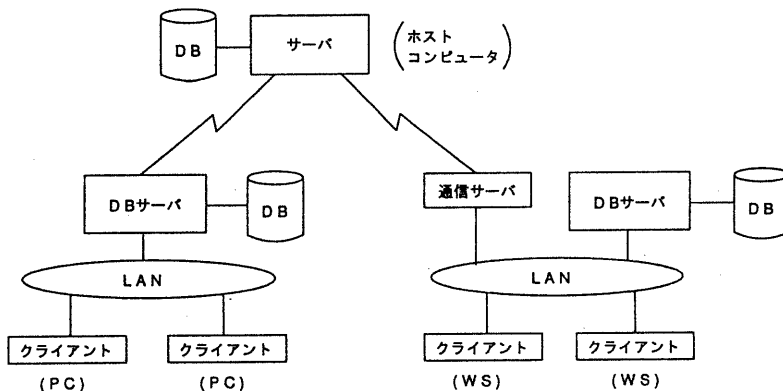 DB
サーバ
(ホスト
コンピュータ)
DBサーバ
DB
通信サーバ
DBサーバ
DB
LAN
LAN
クライアント
クライアント
クライアント
クライアント
(PC)
(PC)
(WS)
(WS)